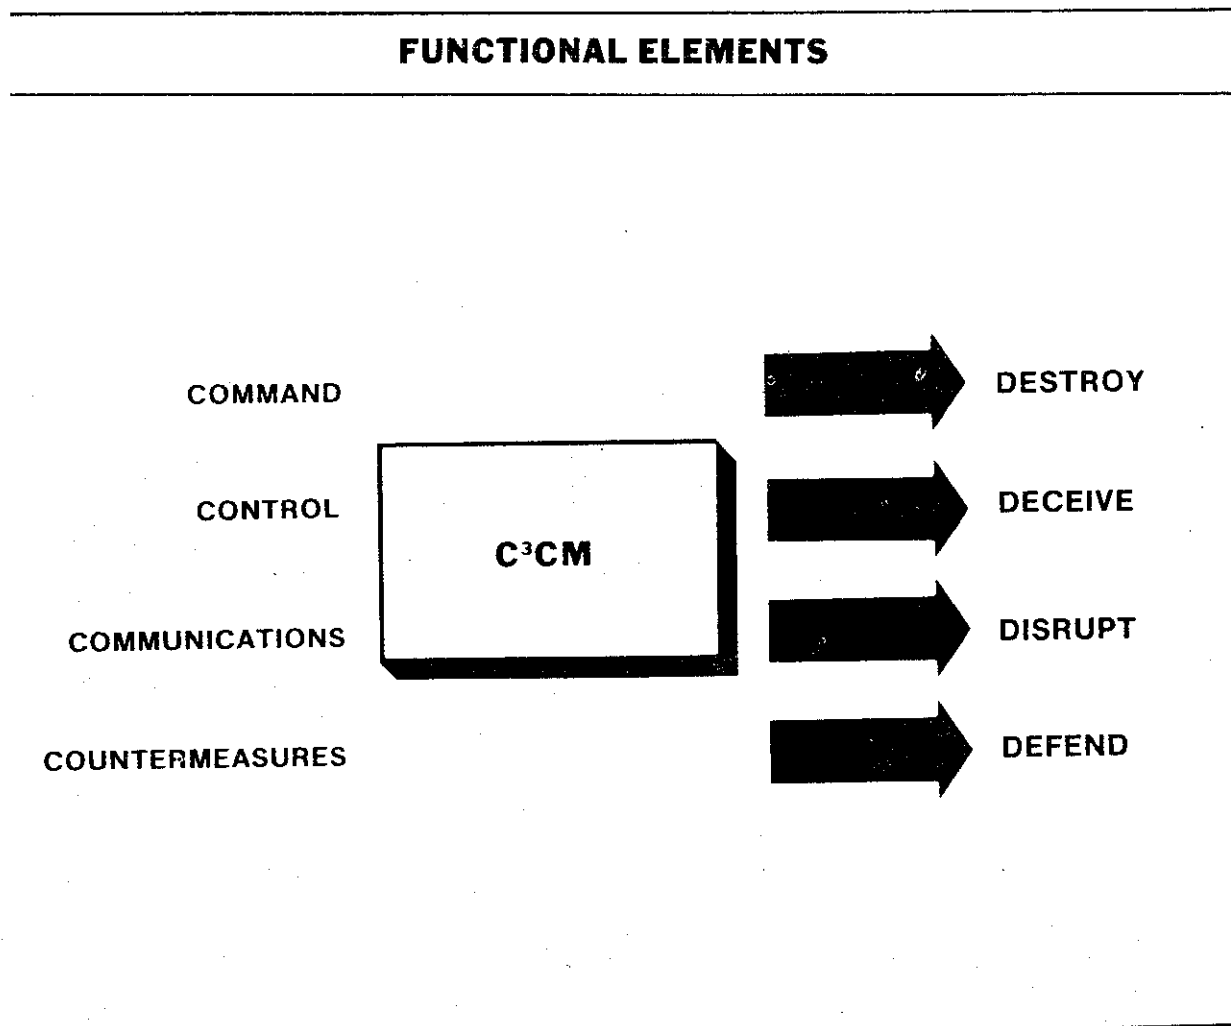 FUNCTIONAL ELEMENTS
COMMAND
CONTROL
COMMUNICATIONS
COUNTERMEASURES
C³CM
DESTROY
DECEIVE
DISRUPT
DEFEND